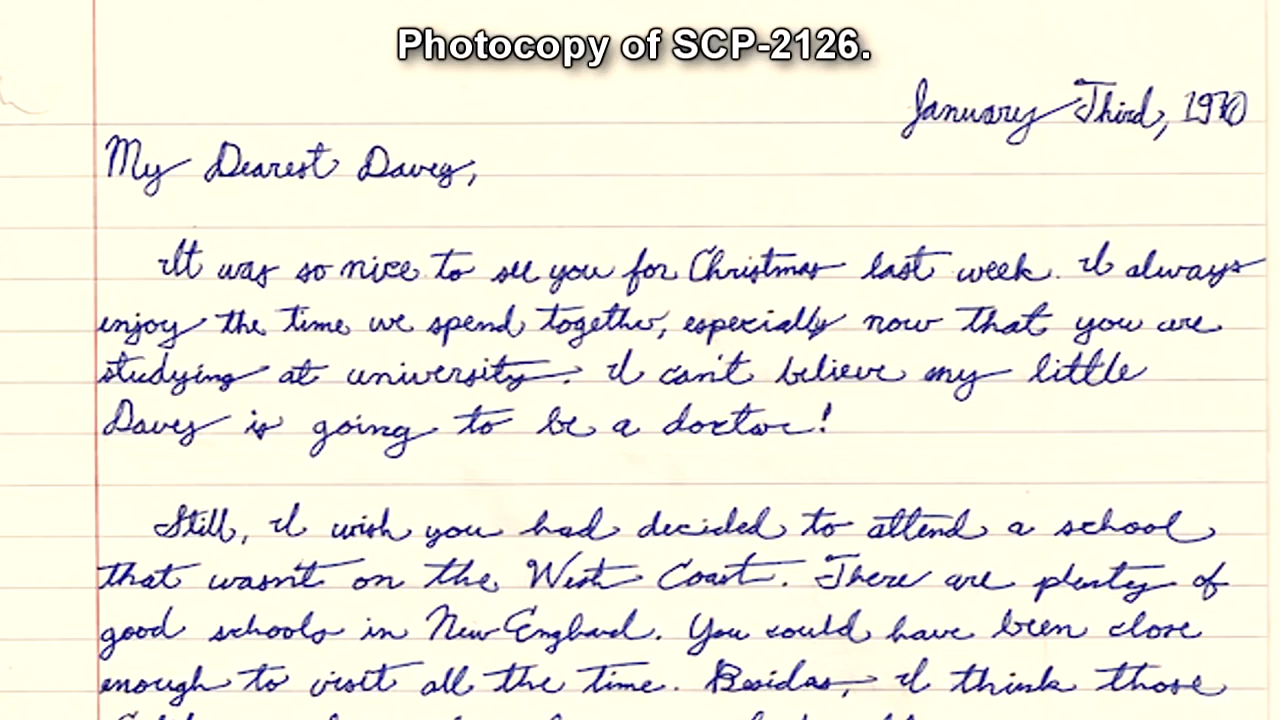 Photocopy of SCP-2126.
January Third, 1970
My Dearest Davey,
It was so nice to see you for Christmas last week. I always
enjoy the time we spend together, especially now that you are
studying at university. I can't believe my little
Davey is going to be a doctor!
Still, I wish you had decided to attend a school
that wasn't on the West Coast. There are plenty of
good schools in New England. You could have been close
enough to visit all the time. Besides, I think those